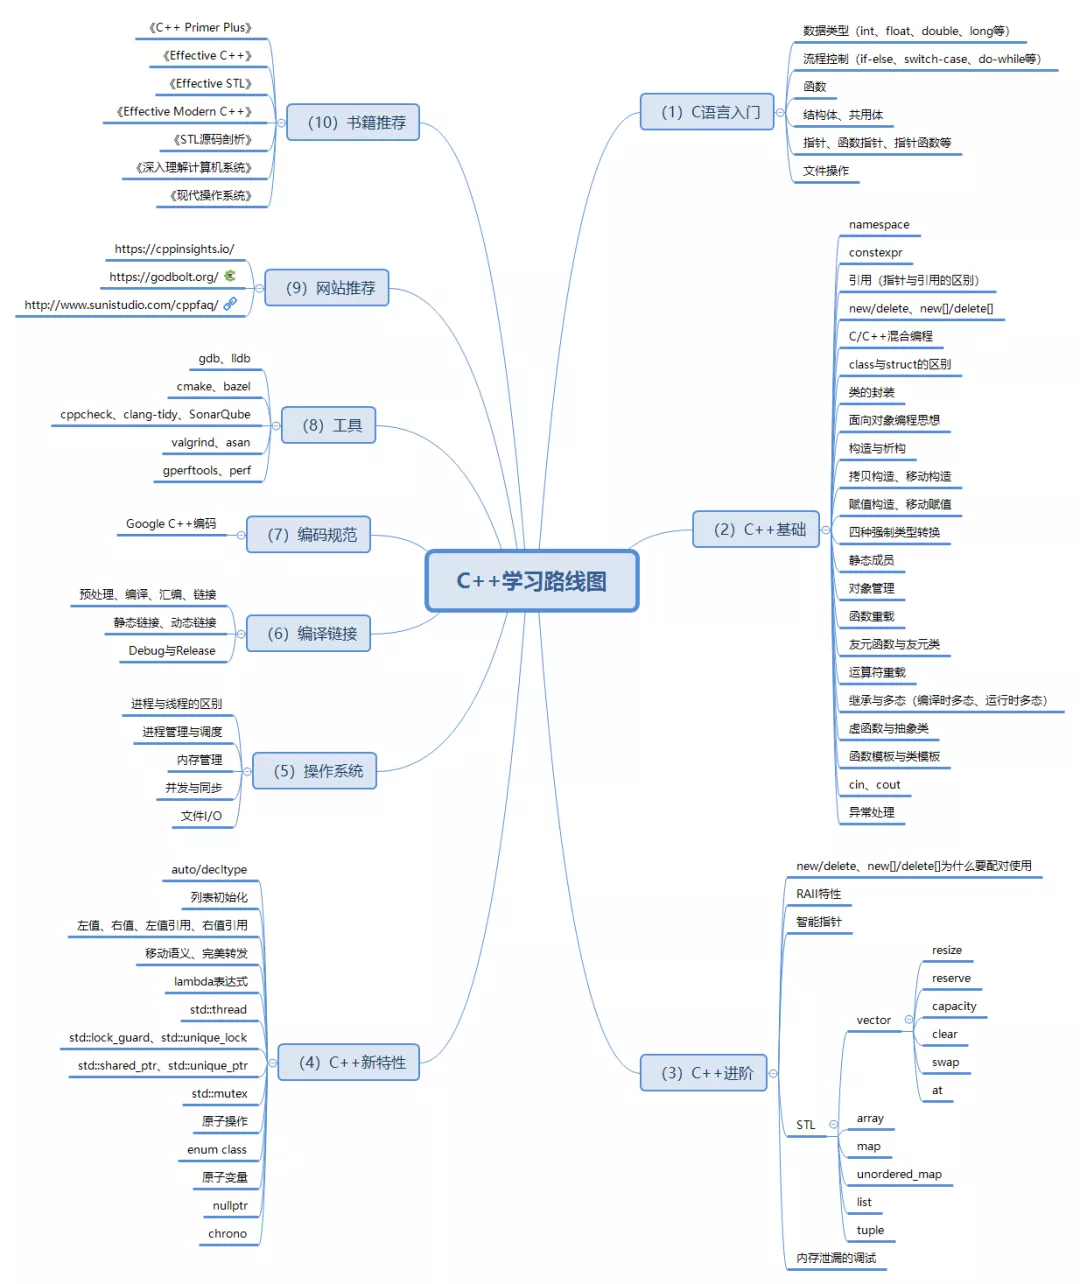 C++学习路线图
（1）C语言入门
数据类型（int、float、double、long等）
流程控制（if-else、switch-case、do-while等）
函数
结构体、共用体
指针、函数指针、指针函数等
文件操作
（2）C++基础
namespace
constexpr
引用（指针与引用的区别）
new/delete、new[]/delete[]
C/C++混合编程
class与struct的区别
类的封装
面向对象编程思想
构造与析构
拷贝构造、移动构造
赋值构造、移动赋值
四种强制类型转换
静态成员
对象管理
函数重载
友元函数与友元类
运算符重载
继承与多态（编译时多态、运行时多态）
虚函数与抽象类
函数模板与类模板
cin、cout
异常处理
（3）C++进阶
new/delete、new[]/delete[]为什么要配对使用
RAII特性
智能指针
STL
vector
resize
reserve
capacity
clear
swap
at
array
map
unordered_map
list
tuple
内存泄漏的调试
（4）C++新特性
auto/decltype
列表初始化
左值、右值、左值引用、右值引用
移动语义、完美转发
lambda表达式
std::thread
std::lock_guard、std::unique_lock
std::shared_ptr、std::unique_ptr
std::mutex
原子操作
enum class
原子变量
nullptr
chrono
（5）操作系统
进程与线程的区别
进程管理与调度
内存管理
并发与同步
文件I/O
（6）编译链接
预处理、编译、汇编、链接
静态链接、动态链接
Debug与Release
（7）编码规范
Google C++编码
（8）工具
gdb、lldb
cmake、bazel
cppcheck、clang-tidy、SonarQube
valgrind、asan
gperftools、perf
（9）网站推荐
https://cppinsights.io/
https://godbolt.org/
http://www.sunistudio.com/cppfaq/
（10）书籍推荐
《C++ Primer Plus》
《Effective C++》
《Effective STL》
《Effective Modern C++》
《STL源码剖析》
《深入理解计算机系统》
《现代操作系统》